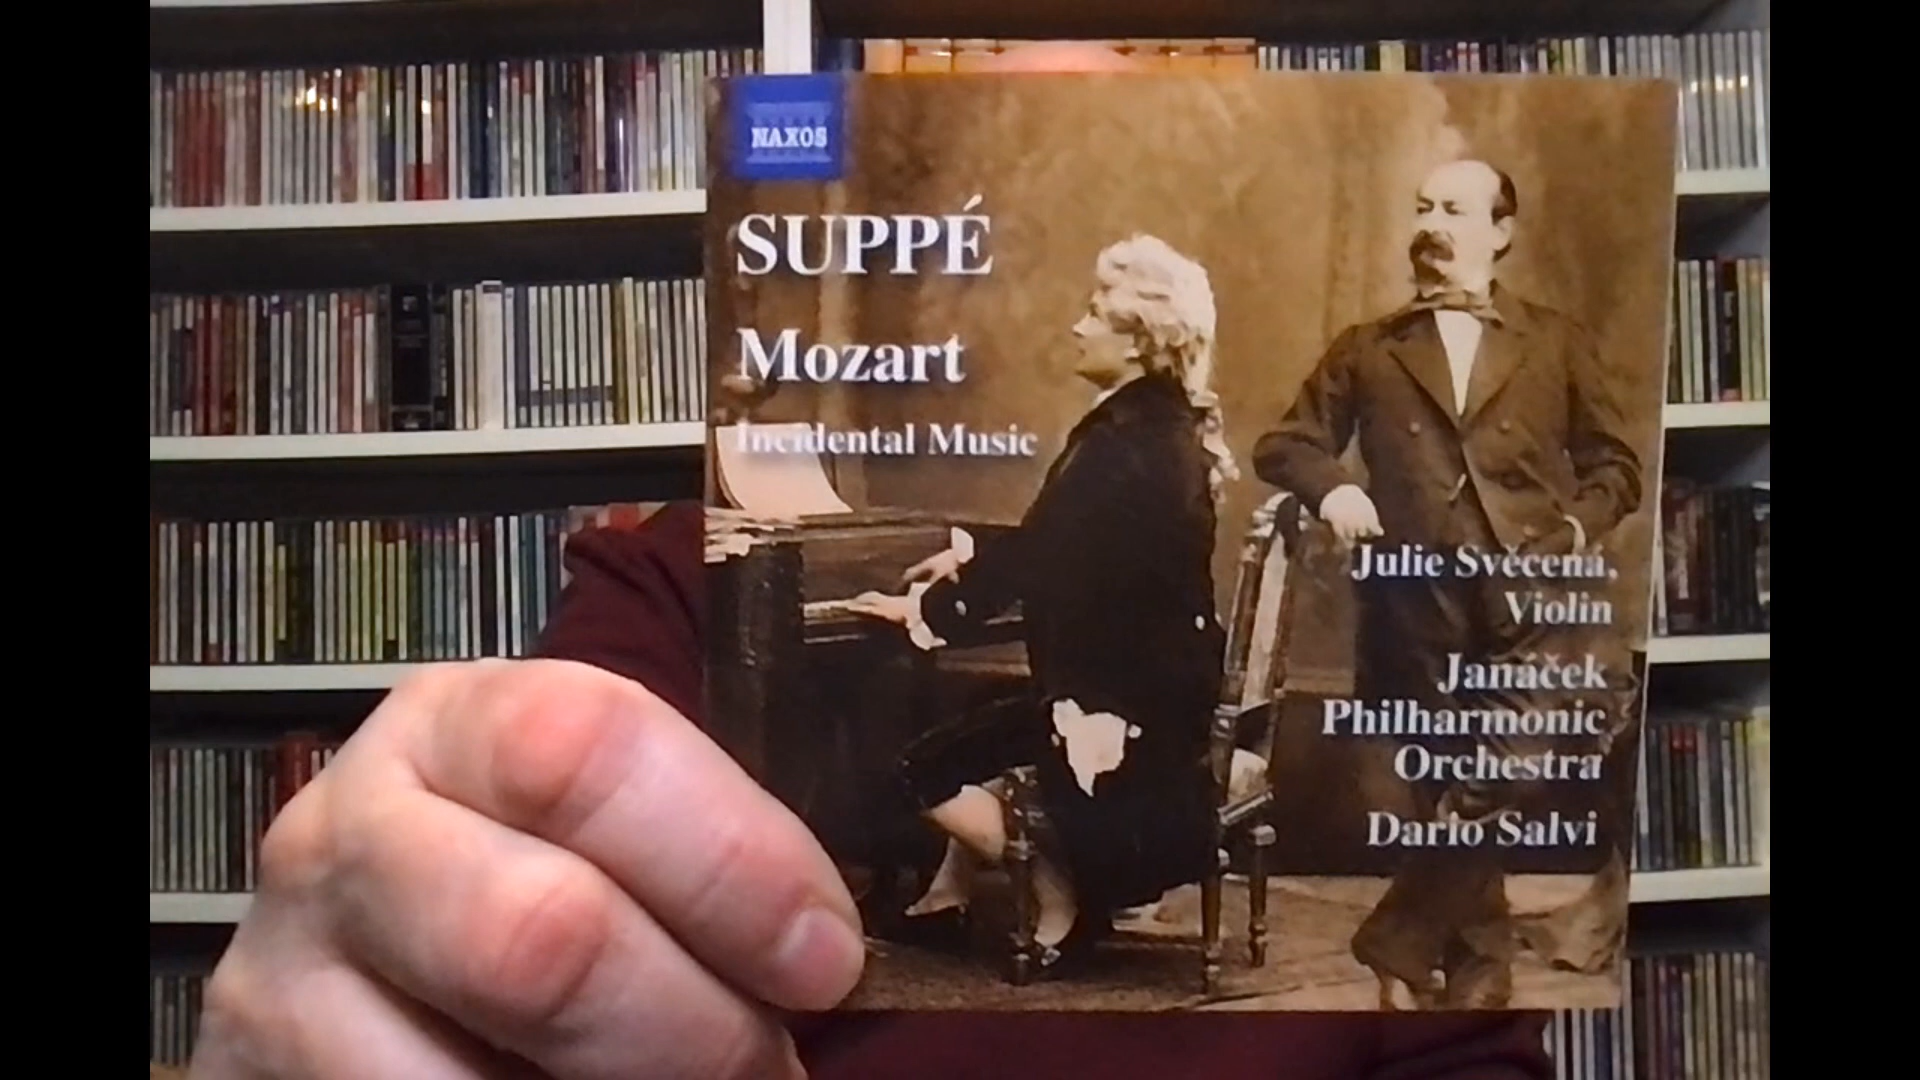 NAXOS
SUPPÉ
Mozart
Incidental Music
Julie Svěcená,
Violin
Janáček
Philharmonic
Orchestra
Dario Salvi